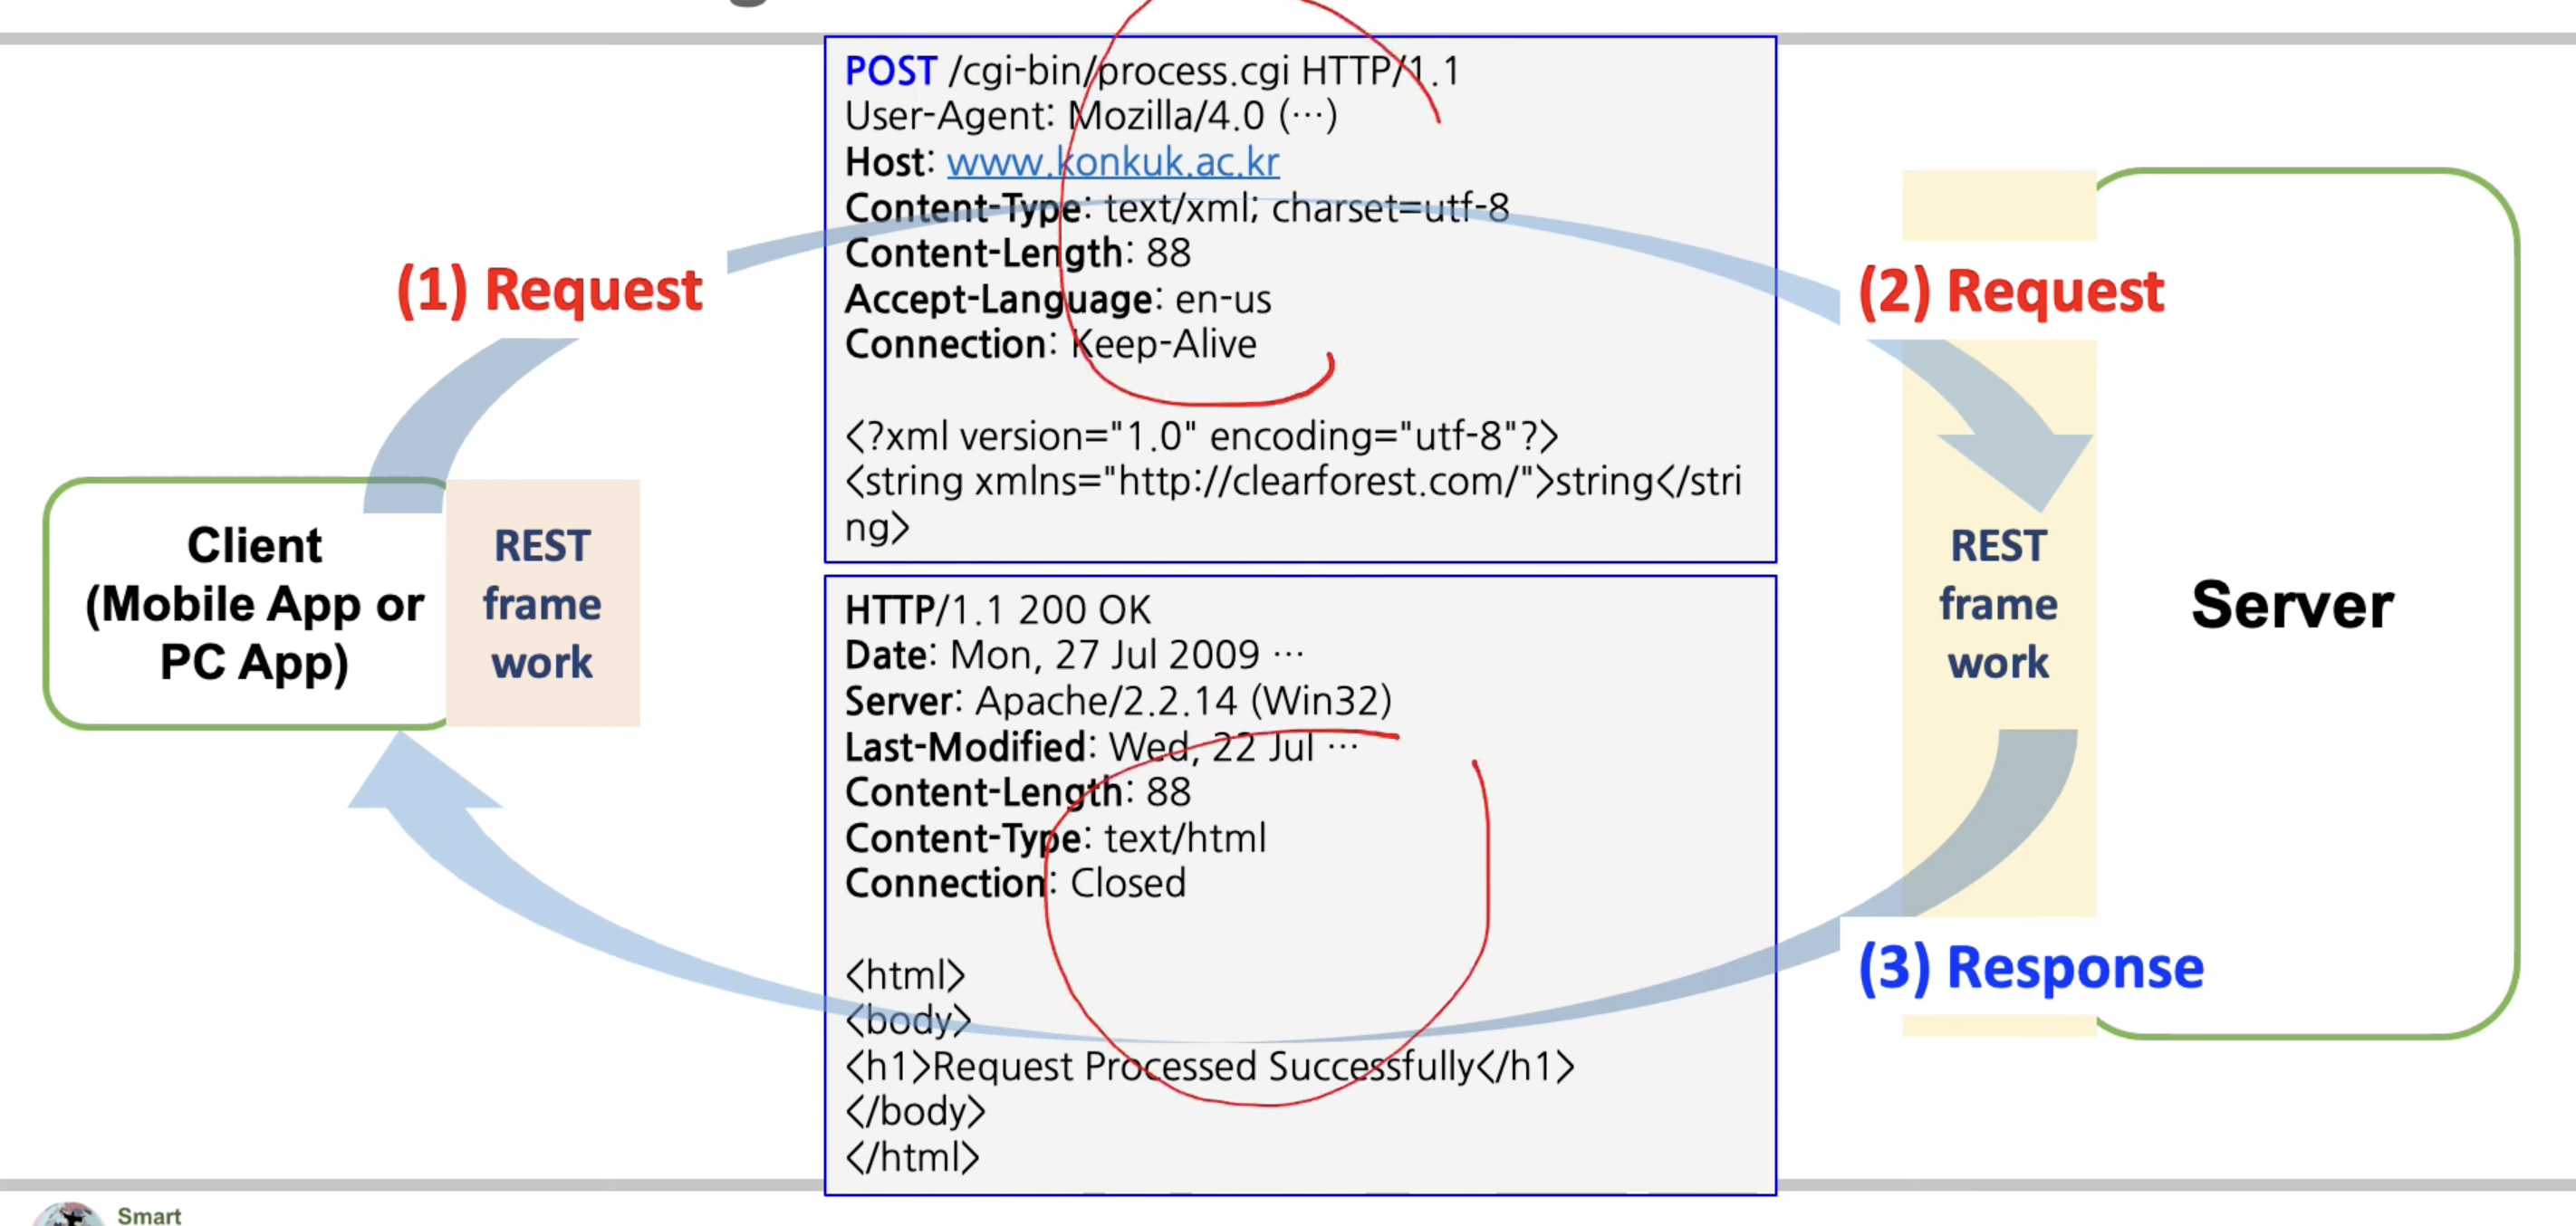 POST /cgi-bin/process.cgi HTTP/1.1
User-Agent: Mozilla/4.0 (⋯)
Host: www.konkuk.ac.kr
Content-Type: text/xml; charset=utf-8
Content-Length: 88
Accept-Language: en-us
Connection: Keep-Alive
<?xml version="1.0" encoding="utf-8"?>
<string xmlns="http://clearforest.com/">string</stri
ng>
(1) Request
(2) Request
Client
(Mobile App or
PC App)
REST
frame
work
HTTP/1.1 200 OK
Date: Mon, 27 Jul 2009 ⋯
Server: Apache/2.2.14 (Win32)
Last-Modified: Wed, 22 Jul ⋯
Content-Length: 88
Content-Type: text/html
Connection: Closed
<html>
<body>
<h1>Request Processed Successfully</h1>
</body>
</html>
REST
frame
work
Server
(3) Response
Smart